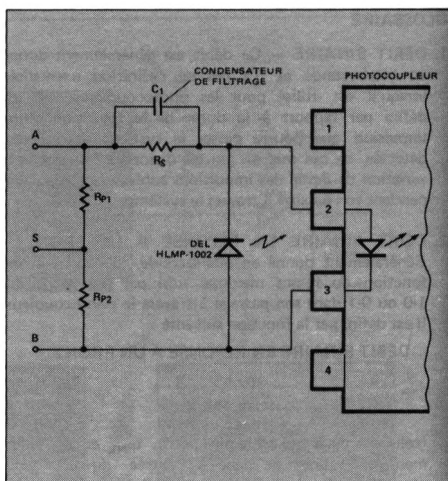 CONDENSATEUR
DE FILTRAGE
PHOTOCOUPLEUR
C1
1
A
RS
RP1
2
S
DEL
HLMP-1002
RP2
3
B
4